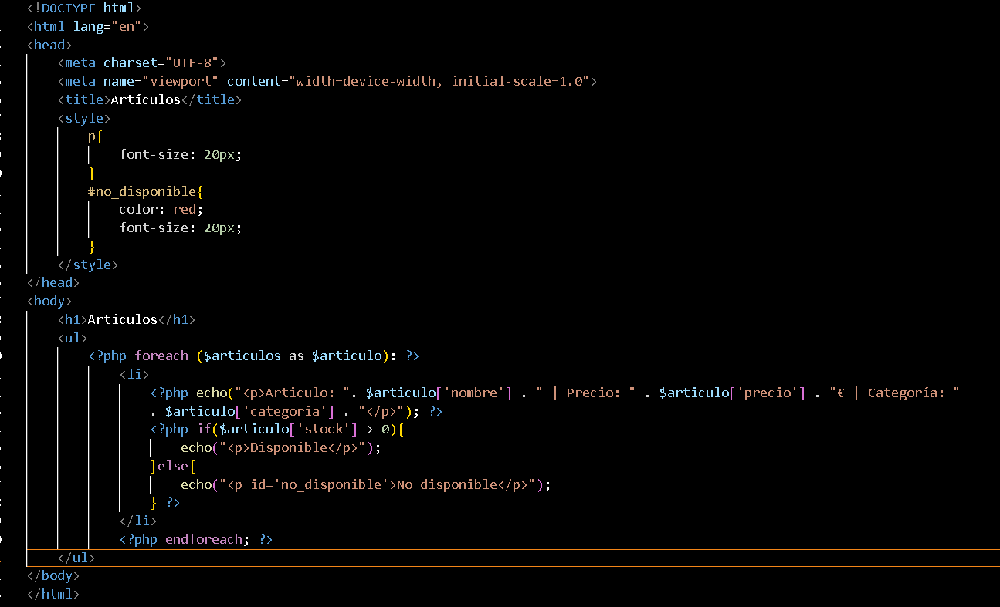 <!DOCTYPE html>
<html lang="en">
<head>
    <meta charset="UTF-8">
    <meta name="viewport" content="width=device-width, initial-scale=1.0">
    <title>Artículos</title>
    <style>
        p{
            font-size: 20px;
        }
        #no_disponible{
            color: red;
            font-size: 20px;
        }
    </style>
</head>
<body>
    <h1>Artículos</h1>
    <ul>
        <?php foreach ($articulos as $articulo): ?>
            <li>
                <?php echo("<p>Articulo: ". $articulo['nombre'] . " | Precio: " . $articulo['precio'] . "€ | Categoría: "
                . $articulo['categoria'] . "</p>"); ?>
                <?php if($articulo['stock'] > 0){
                    echo("<p>Disponible</p>");
                }else{
                    echo("<p id='no_disponible'>No disponible</p>");
                } ?>
            </li>
            <?php endforeach; ?>
    </ul>
</body>
</html>